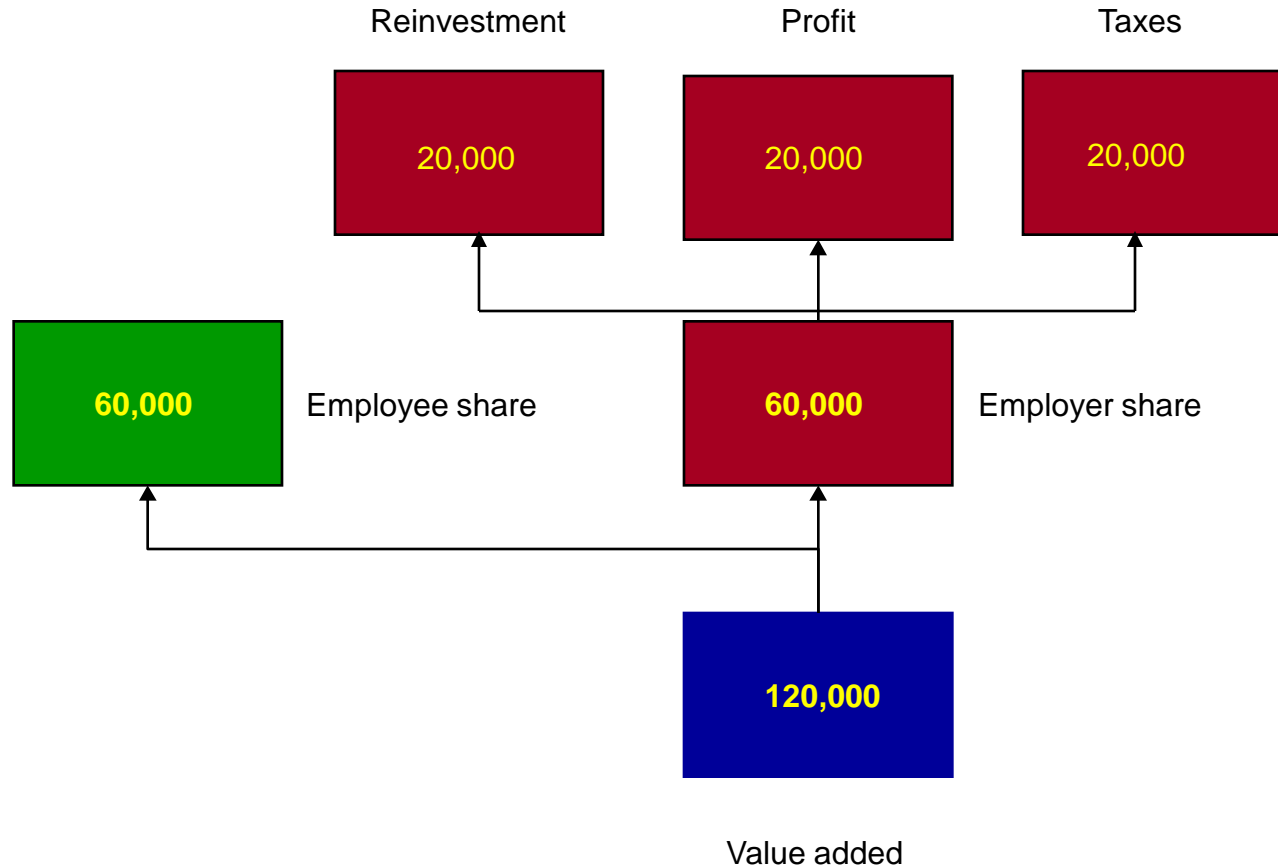 Reinvestment
Profit
Taxes
20,000
20,000
20,000
60,000
Employee share
60,000
Employer share
120,000
Value added